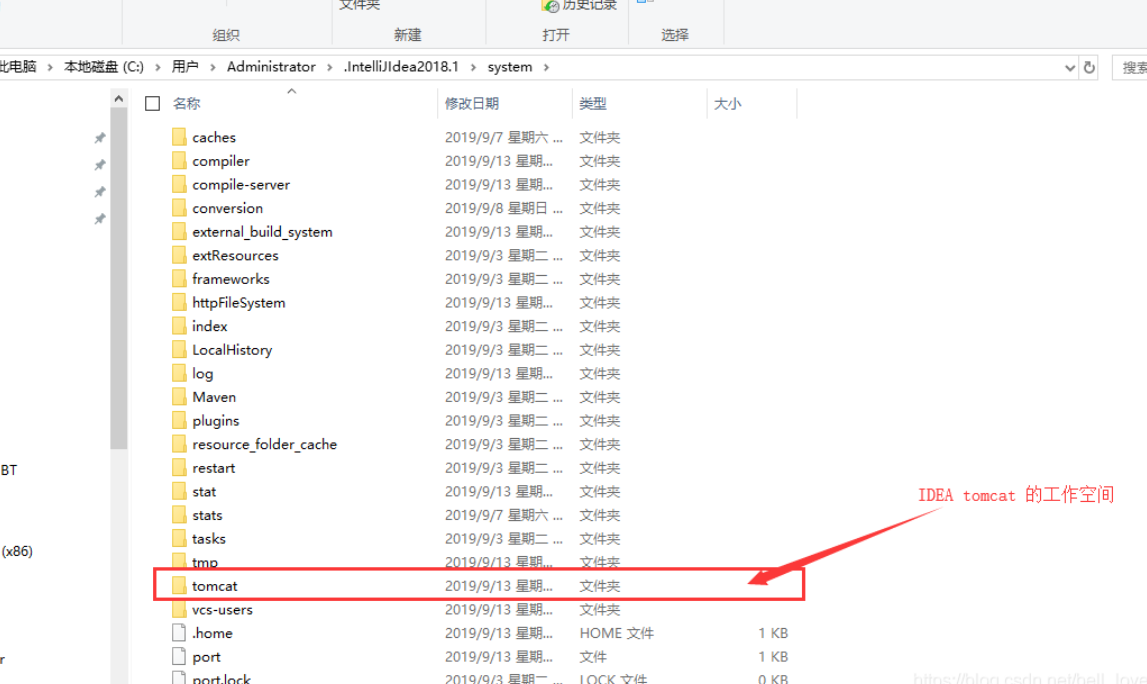 文件夹
历史记录
组织
新建
打开
选择
此电脑 > 本地磁盘 (C:) > 用户 > Administrator > .IntelliJIdea2018.1 > system >
搜索
名称 修改日期 类型 大小
caches 2019/9/7 星期六 ... 文件夹
compiler 2019/9/13 星期... 文件夹
compile-server 2019/9/13 星期... 文件夹
conversion 2019/9/8 星期日 ... 文件夹
external_build_system 2019/9/13 星期... 文件夹
extResources 2019/9/3 星期二 ... 文件夹
frameworks 2019/9/13 星期... 文件夹
httpFileSystem 2019/9/13 星期... 文件夹
index 2019/9/3 星期二 ... 文件夹
LocalHistory 2019/9/3 星期二 ... 文件夹
log 2019/9/13 星期... 文件夹
Maven 2019/9/3 星期二 ... 文件夹
plugins 2019/9/3 星期二 ... 文件夹
resource_folder_cache 2019/9/3 星期二 ... 文件夹
BT
restart 2019/9/3 星期二 ... 文件夹
stat 2019/9/13 星期... 文件夹
IDEA tomcat 的工作空间
stats 2019/9/7 星期六 ... 文件夹
tasks 2019/9/3 星期二 ... 文件夹
(x86)
tmp 2019/9/13 星期... 文件夹
tomcat 2019/9/13 星期... 文件夹
vcs-users 2019/9/13 星期... 文件夹
.home 2019/9/13 星期... HOME 文件 1 KB
r
port 2019/9/13 星期... 文件 1 KB
port.lock 2019/9/3 星期二 ... LOCK 文件 0 KB
https://blog.csdn.net/hell_love